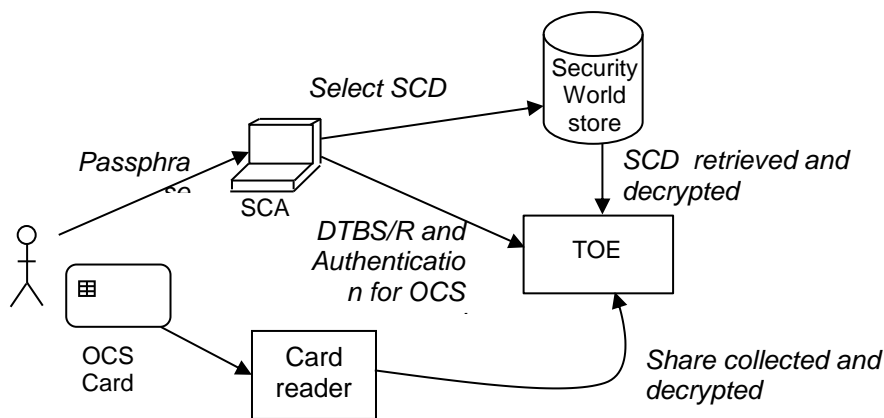 Security
World
store
Select SCD
Passphra
SCD retrieved and
decrypted
SCA
DTBS/R and
Authenticatio
n for OCS
TOE
OCS
Card
Card
reader
Share collected and
decrypted